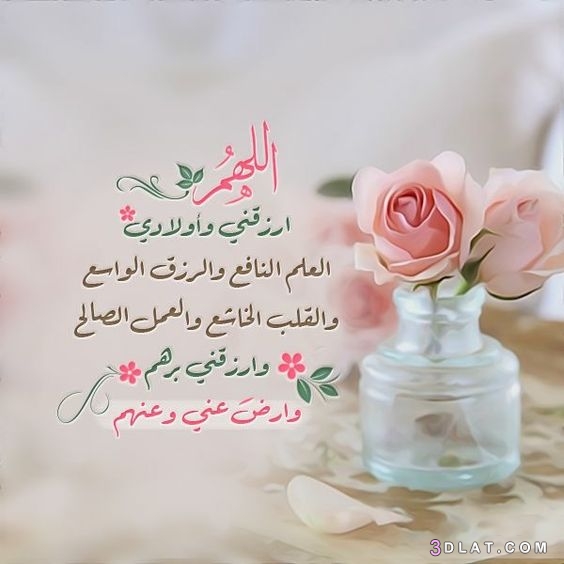 اللهم
ارزقني وأولادي
العلم النافع والرزق الواسع
والقلب الخاشع والعمل الصالح
وارزقني برهم
وارضَ عني وعنهم
3DLAT.COM